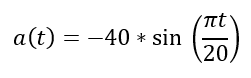 a(t) = −40 * sin (πt/20)